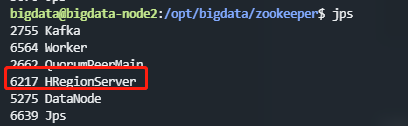 bigdata@bigdata-node2:/opt/bigdata/zookeeper$ jps
2755 Kafka
6564 Worker
2662 QuorumPeerMain
6217 HRegionServer
5275 DataNode
6639 Jps